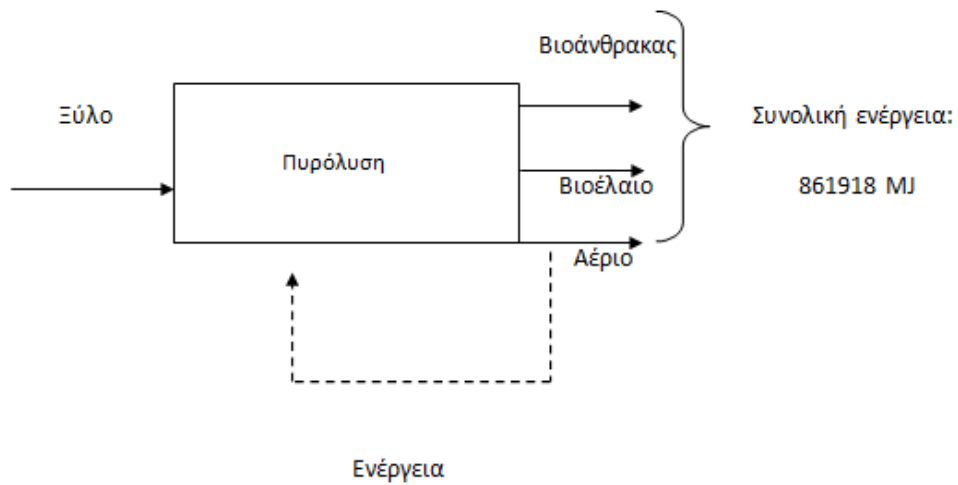 Βιοάνθρακας
Ξύλο
Συνολική ενέργεια:
Πυρόλυση
Βιοέλαιο
861918 MJ
Αέριο
Ενέργεια